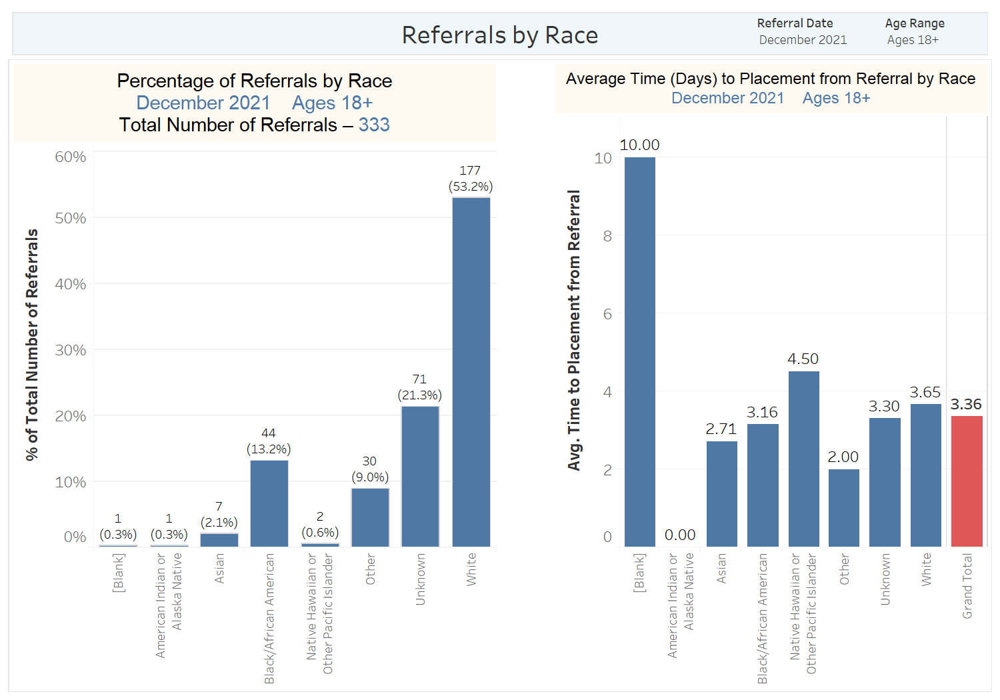 Referrals by Race
Referral Date
December 2021
Age Range
Ages 18+
Percentage of Referrals by Race
December 2021 Ages 18+
Total Number of Referrals – 333
% of Total Number of Referrals
60%
50%
40%
30%
20%
10%
0%
1
(0.3%)
1
(0.3%)
7
(2.1%)
44
(13.2%)
2
(0.6%)
30
(9.0%)
71
(21.3%)
177
(53.2%)
[Blank]
American Indian or
Alaska Native
Asian
Black/African American
Native Hawaiian or
Other Pacific Islander
Other
Unknown
White
Average Time (Days) to Placement from Referral by Race
December 2021 Ages 18+
Avg. Time to Placement from Referral
10
8
6
4
2
0
10.00
0.00
2.71
3.16
4.50
2.00
3.30
3.65
3.36
[Blank]
American Indian or
Alaska Native
Asian
Black/African American
Native Hawaiian or
Other Pacific Islander
Other
Unknown
White
Grand Total